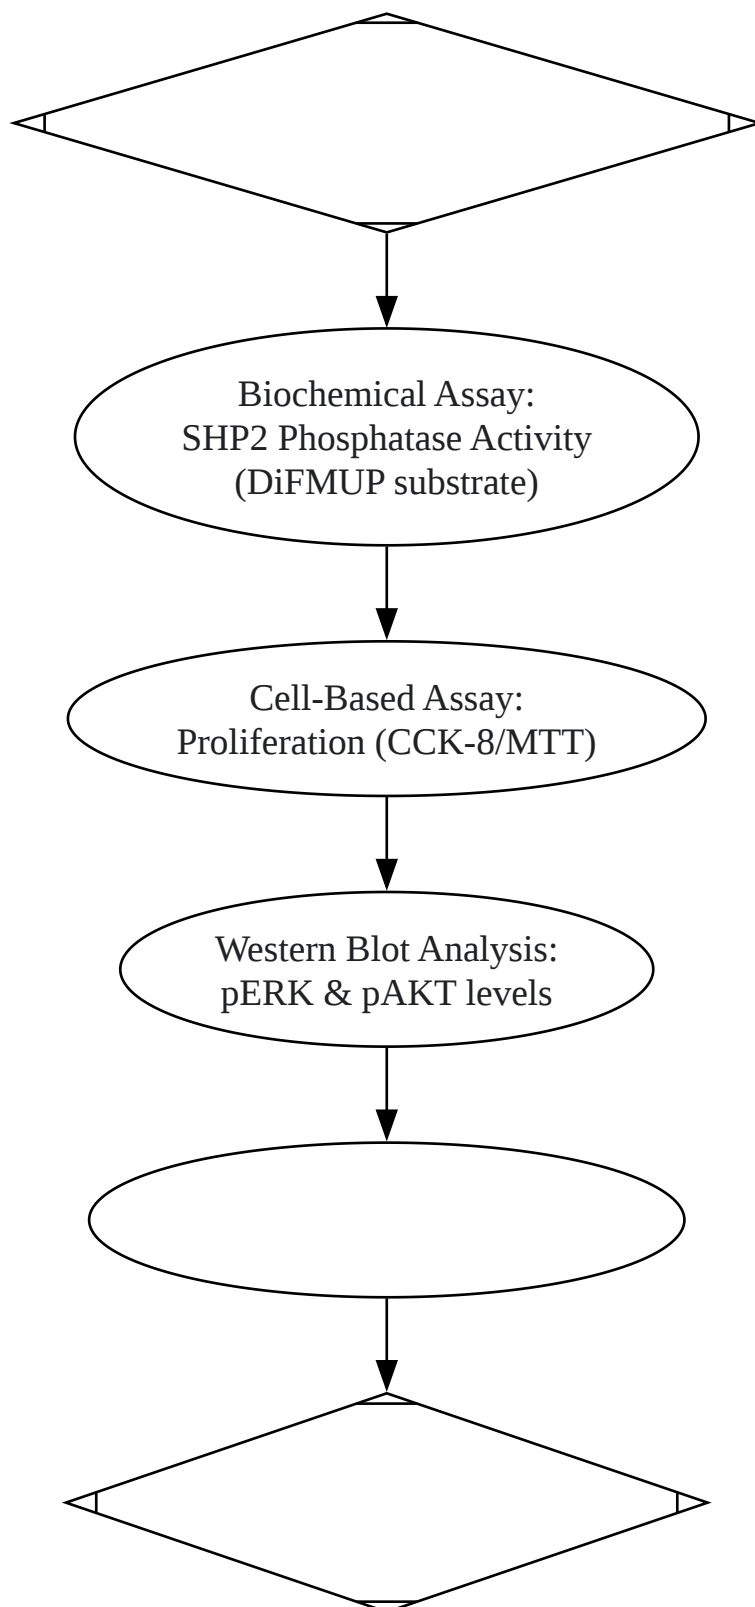 Biochemical Assay:
SHP2 Phosphatase Activity
(DiFMUP substrate)
Cell-Based Assay:
Proliferation (CCK-8/MTT)
Western Blot Analysis:
pERK & pAKT levels